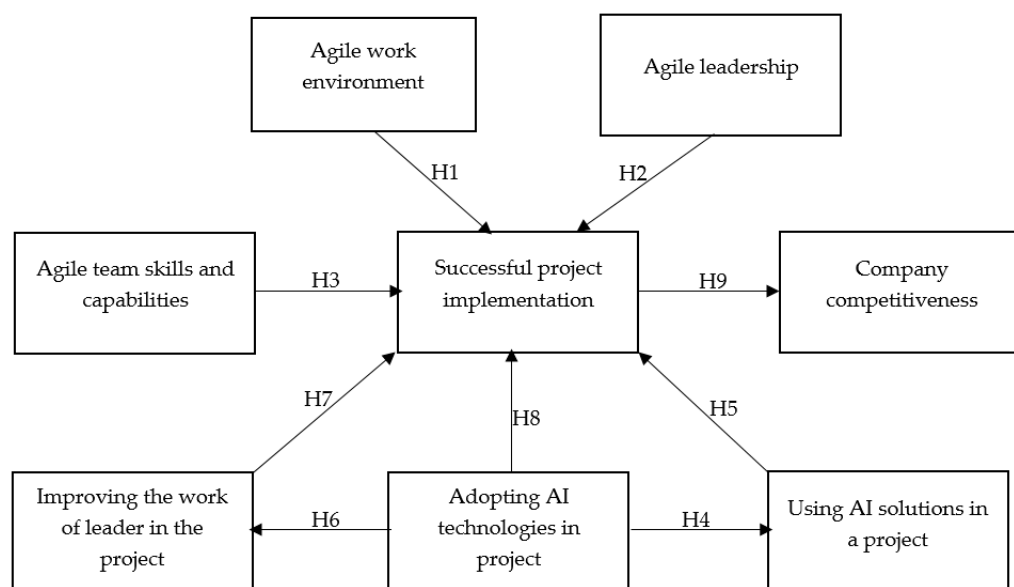 Agile work
environment
Agile leadership
H1
H2
Agile team skills and
capabilities
H3
Successful project
implementation
H9
Company
competitiveness
H7
H8
H5
Improving the work
of leader in the
project
H6
Adopting AI
technologies in
project
H4
Using AI solutions in
a project